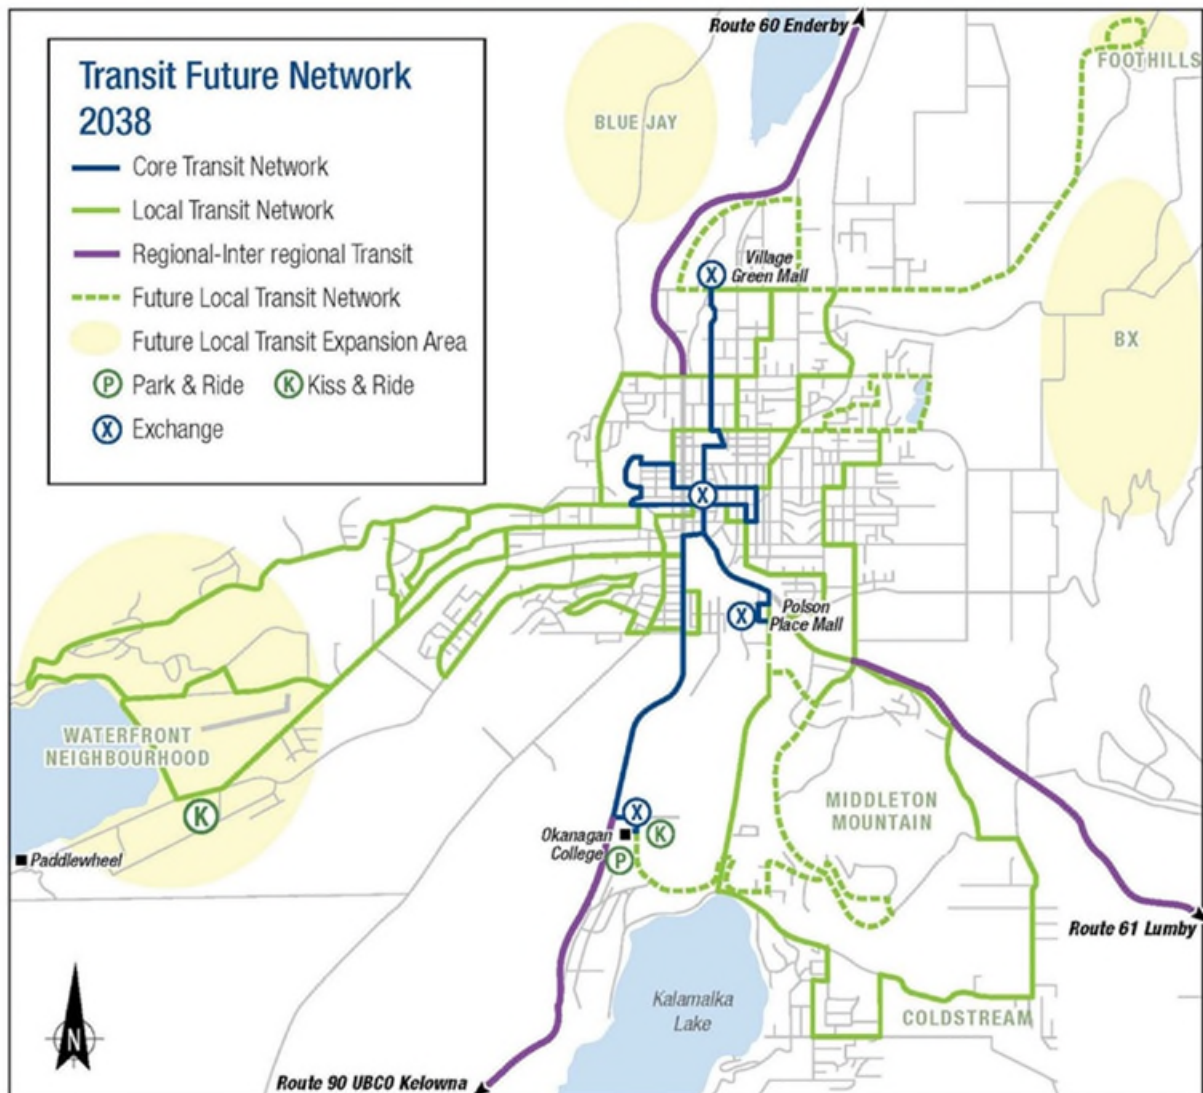 Transit Future Network
2038
Core Transit Network
Local Transit Network
Regional-Inter regional Transit
Future Local Transit Network
Future Local Transit Expansion Area
P Park & Ride K Kiss & Ride
X Exchange
Route 60 Enderby
FOOTHILLS
BLUE JAY
X
Village
Green Mall
BX
X
X
Polson
Place Mall
WATERFRONT
NEIGHBOURHOOD
K
Paddlewheel
MIDDLETON
MOUNTAIN
X
Okanagan
College
K
P
Route 61 Lumby
Kalamalka
Lake
COLDSTREAM
N
Route 90 UBCO Kelowna